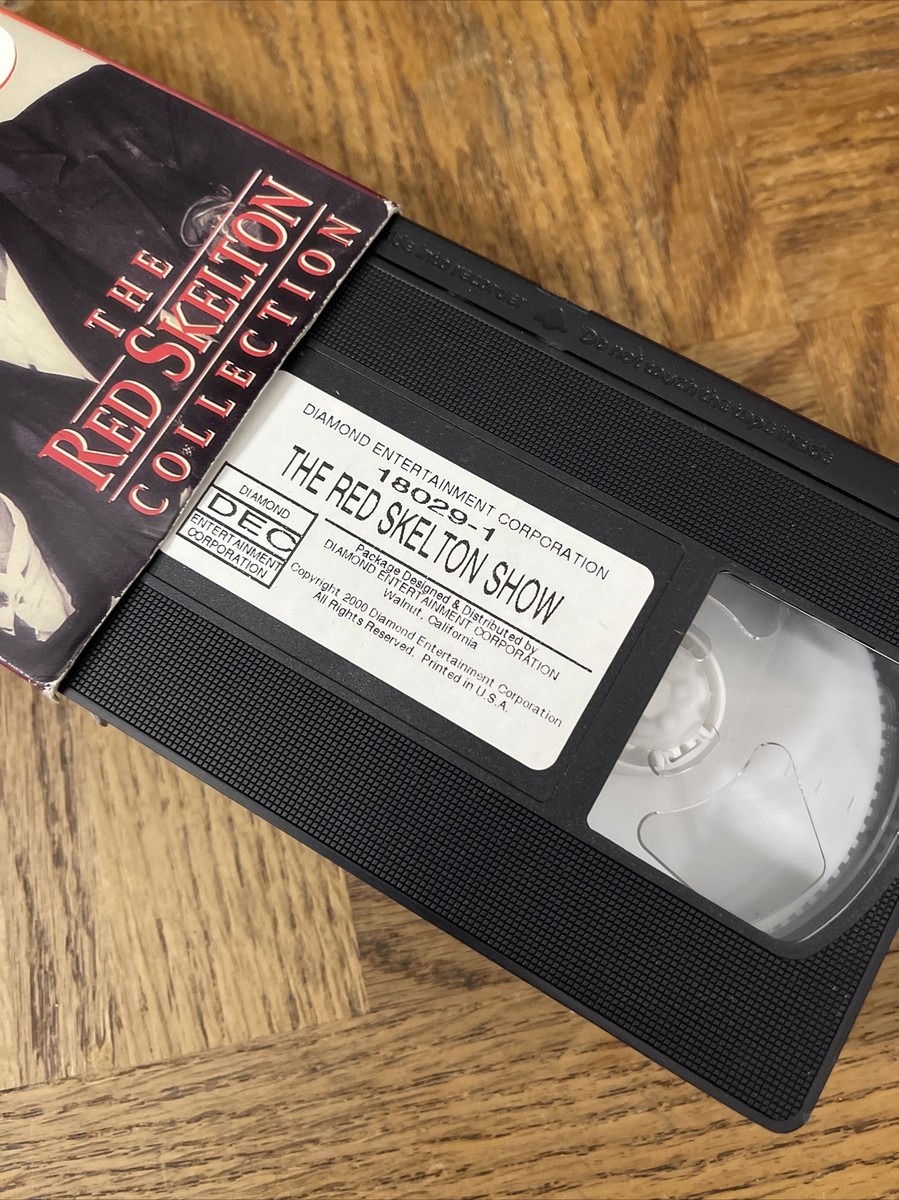 THE
RED SKELTON
COLLECTION
into recorder
Do not touch the tape inside
DIAMOND ENTERTAINMENT CORPORATION
18029-1
THE RED SKELTON SHOW
DIAMOND
DEC
ENTERTAINMENT
CORPORATION
Package Designed & Distributed by
DIAMOND ENTERTAINMENT CORPORATION
Walnut, California
Copyright 2000 Diamond Entertainment Corporation
All Rights Reserved. Printed in U.S.A.